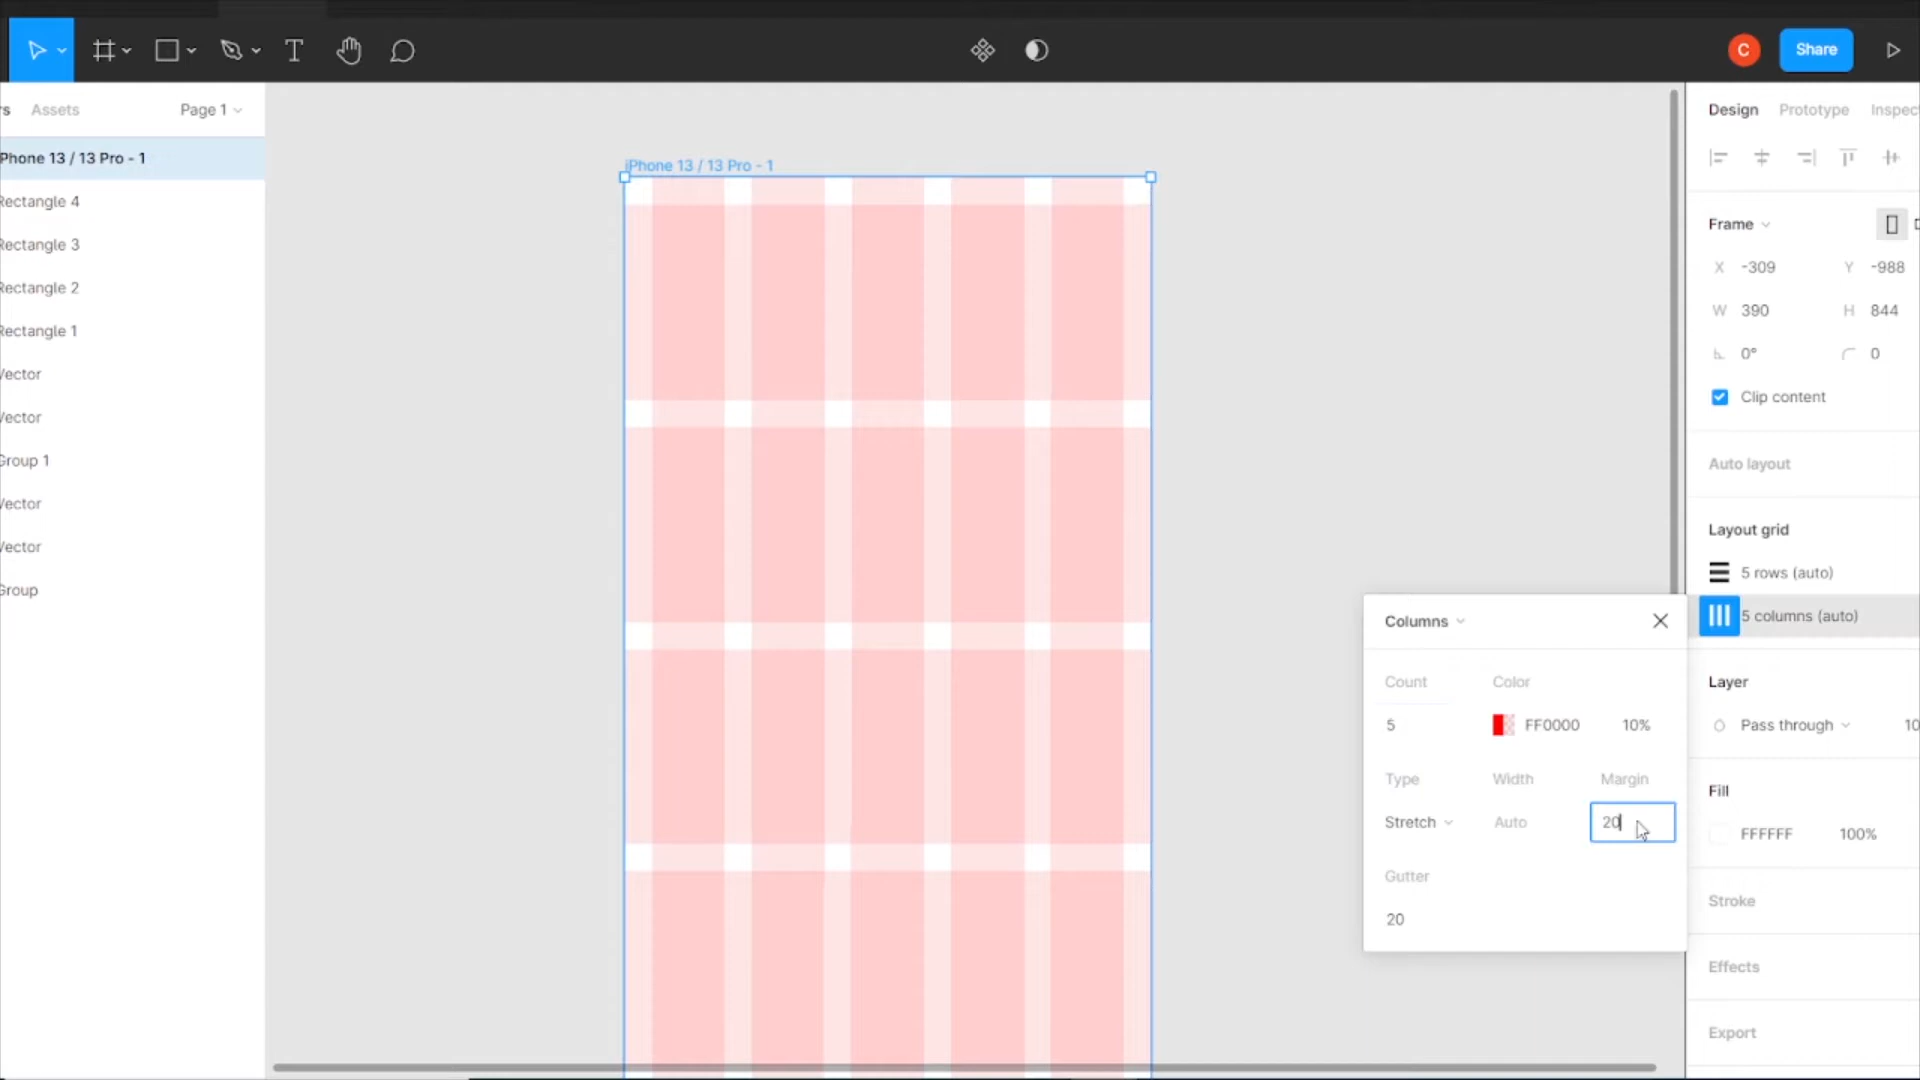 C
Share
rs
Assets
Page 1
Design
Prototype
Inspect
Phone 13 / 13 Pro - 1
Rectangle 4
Rectangle 3
Rectangle 2
Rectangle 1
Vector
Vector
Group 1
Vector
Vector
Group
iPhone 13 / 13 Pro - 1
Frame
X -309
Y -988
W 390
H 844
0°
0
Clip content
Auto layout
Layout grid
5 rows (auto)
5 columns (auto)
Columns
Count
Color
5
FF0000
10%
Type
Width
Margin
Stretch
Auto
20
Gutter
20
Layer
Pass through
10
Fill
FFFFFF
100%
Stroke
Effects
Export